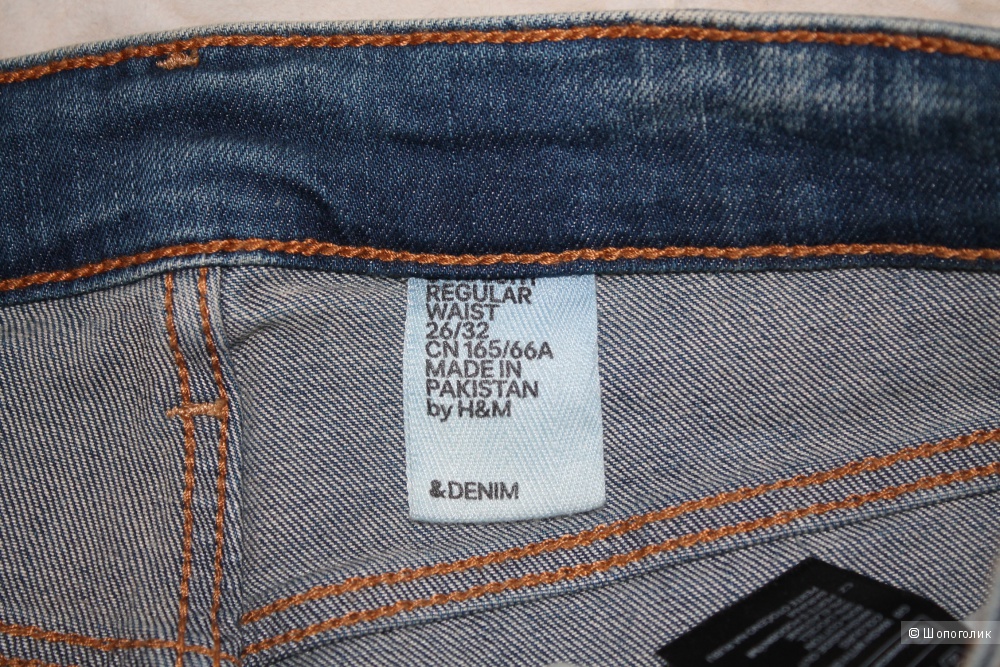 REGULAR
WAIST
26/32
CN 165/66A
MADE IN
PAKISTAN
by H&M
&DENIM
© Шопоголик